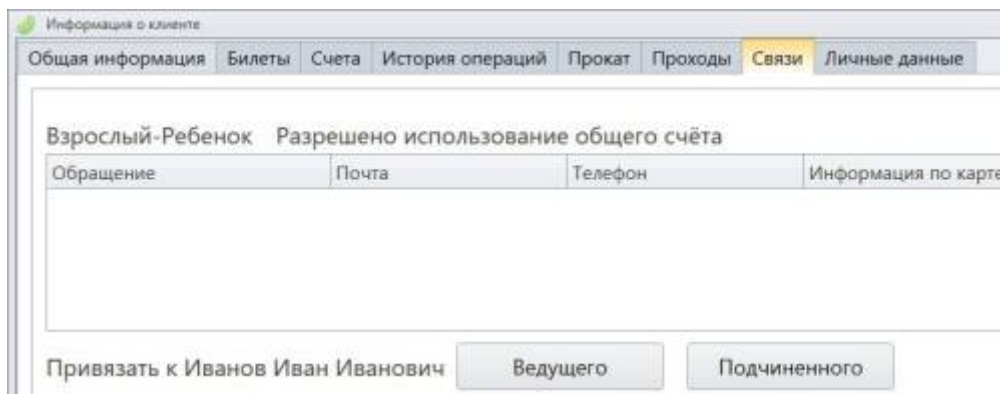 Информация о клиенте
Общая информация Билеты Счета История операций Прокат Проходы Связи Личные данные
Взрослый-Ребенок Разрешено использование общего счёта
Обращение Почта Телефон Информация по карте
Привязать к Иванов Иван Иванович Ведущего Подчиненного